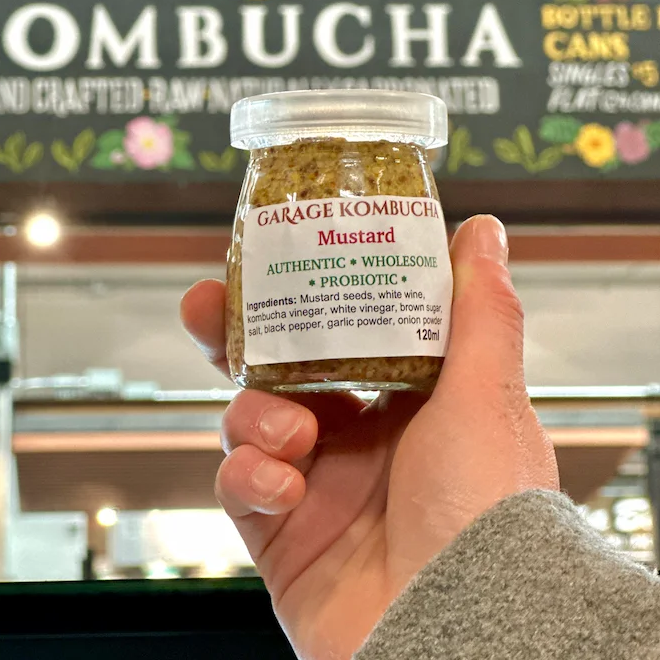 OMBUCHA
BOTTLE
CANS
SINGLES
GARAGE KOMBUCHA
Mustard
AUTHENTIC * WHOLESOME
* PROBIOTIC *
Ingredients: Mustard seeds, white wine,
kombucha vinegar, white vinegar, brown sugar,
salt, black pepper, garlic powder, onion powder
120ml